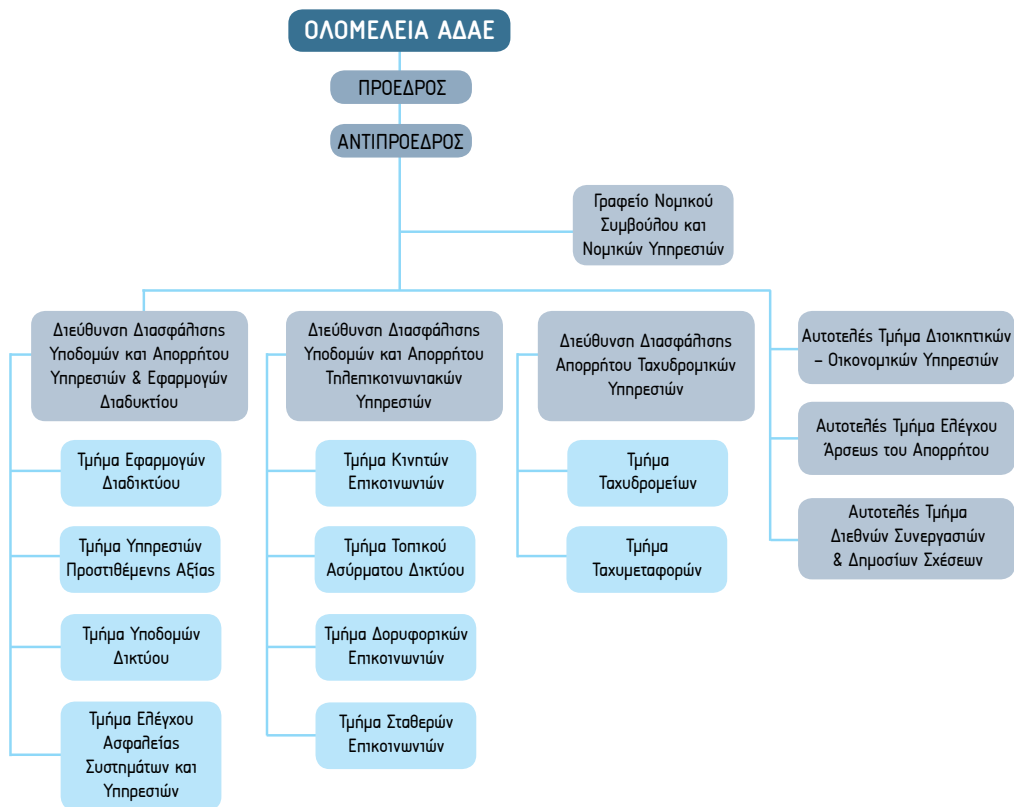 ΟΛΟΜΕΛΕΙΑ ΑΔΑΕ
ΠΡΟΕΔΡΟΣ
ΑΝΤΙΠΡΟΕΔΡΟΣ
Γραφείο Νομικού
Συμβούλου και
Νομικών Υπηρεσιών
Διεύθυνση Διασφάλισης
Υποδομών και Απορρήτου
Υπηρεσιών & Εφαρμογών
Διαδυκτίου
Τμήμα Εφαρμογών
Διαδικτύου
Τμήμα Υπηρεσιών
Προστιθέμενης Αξίας
Τμήμα Υποδομών
Δικτύου
Τμήμα Ελέγχου
Ασφαλείας
Συστημάτων και
Υπηρεσιών
Διεύθυνση Διασφάλισης
Υποδομών και Απορρήτου
Τηλεπικοινωνιακών
Υπηρεσιών
Τμήμα Κινητών
Επικοινωνιών
Τμήμα Τοπικού
Ασύρματου Δικτύου
Τμήμα Δορυφορικών
Επικοινωνιών
Τμήμα Σταθερών
Επικοινωνιών
Διεύθυνση Διασφάλισης
Απορρήτου Ταχυδρομικών
Υπηρεσιών
Τμήμα
Ταχυδρομείων
Τμήμα
Ταχυμεταφορών
Αυτοτελές Τμήμα Διοικητικών
– Οικονομικών Υπηρεσιών
Αυτοτελές Τμήμα Ελέγχου
Άρσεως του Απορρήτου
Αυτοτελές Τμήμα
Διεθνών Συνεργασιών
& Δημοσίων Σχέσεων